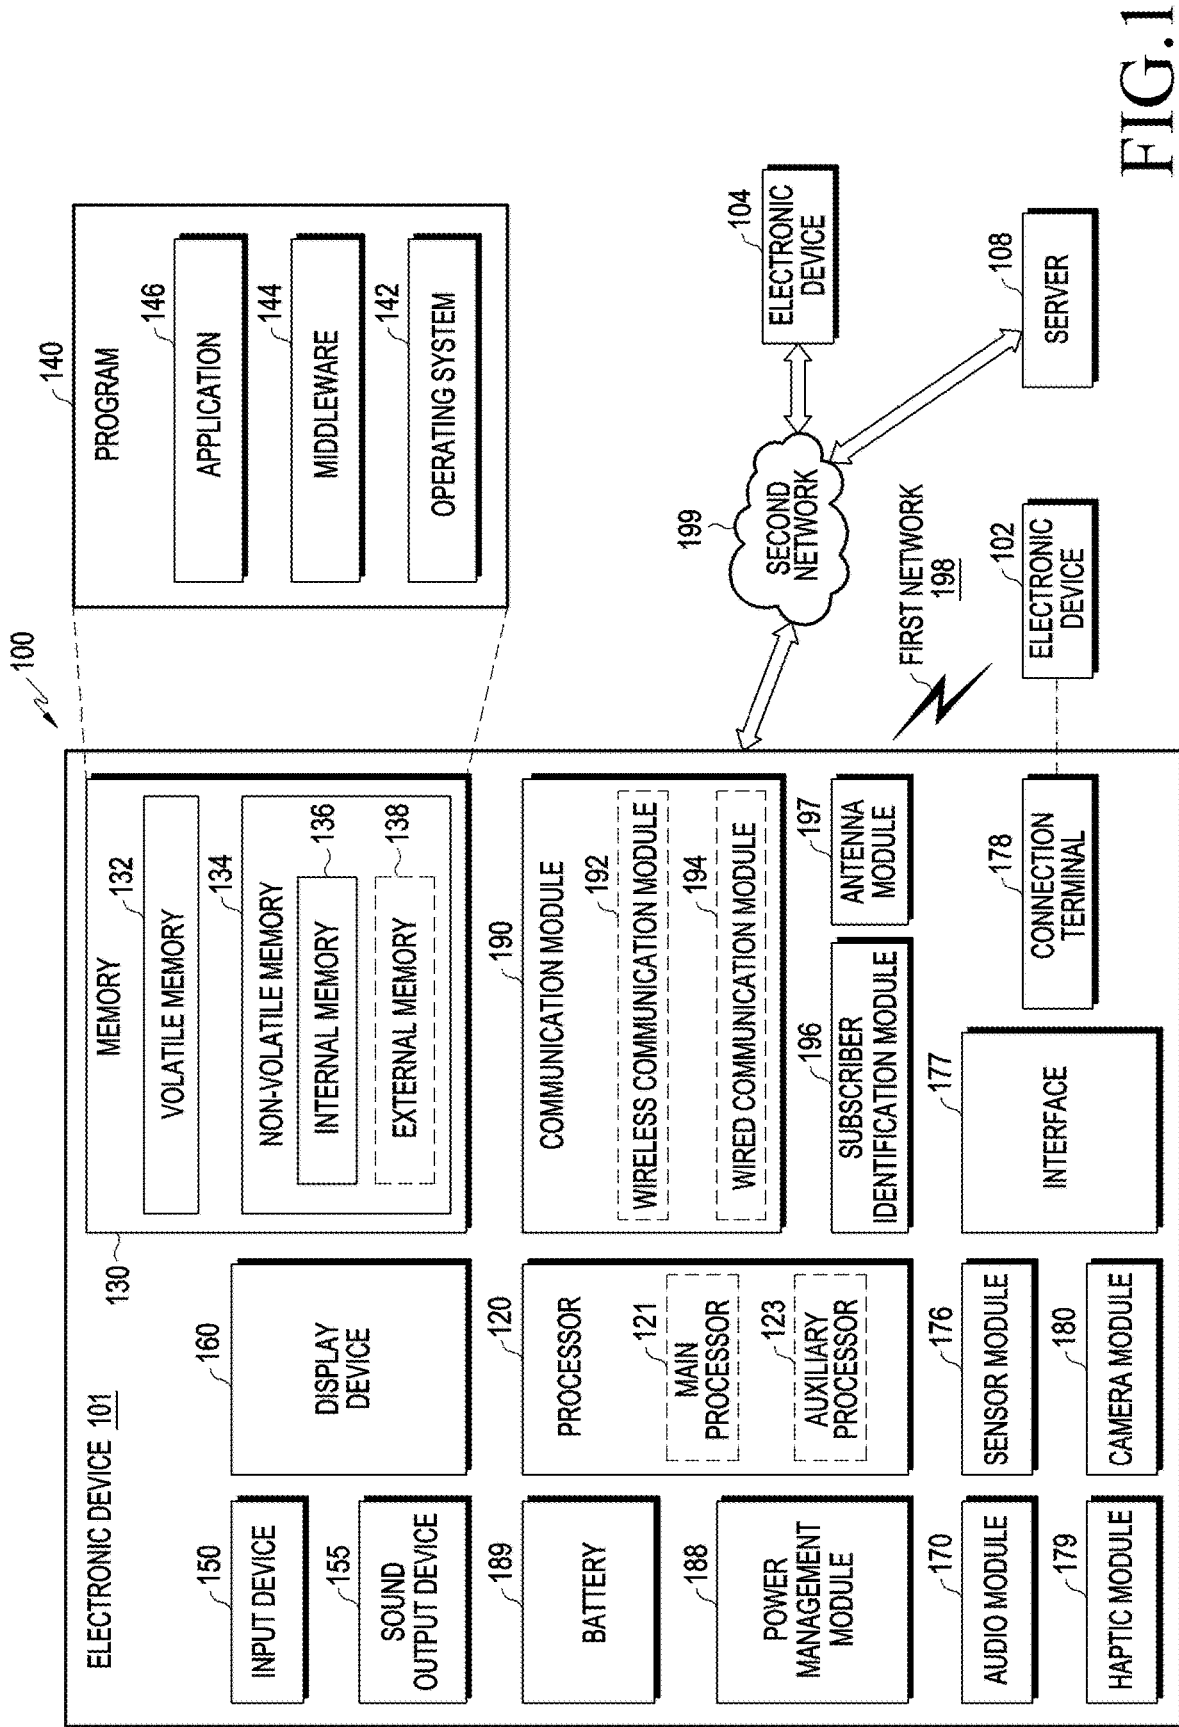 100
ELECTRONIC DEVICE 101
150
INPUT DEVICE
155
SOUND
OUTPUT DEVICE
189
BATTERY
188
POWER
MANAGEMENT
MODULE
170
AUDIO MODULE
179
HAPTIC MODULE
160
DISPLAY
DEVICE
120
PROCESSOR
121
MAIN
PROCESSOR
123
AUXILIARY
PROCESSOR
176
SENSOR MODULE
180
CAMERA MODULE
130
MEMORY
132
VOLATILE MEMORY
134
NON-VOLATILE MEMORY
136
INTERNAL MEMORY
138
EXTERNAL MEMORY
190
COMMUNICATION MODULE
192
WIRELESS COMMUNICATION MODULE
194
WIRED COMMUNICATION MODULE
196
SUBSCRIBER
IDENTIFICATION MODULE
197
ANTENNA
MODULE
177
INTERFACE
178
CONNECTION
TERMINAL
140
PROGRAM
146
APPLICATION
144
MIDDLEWARE
142
OPERATING SYSTEM
199
SECOND
NETWORK
104
ELECTRONIC
DEVICE
FIRST NETWORK
198
102
ELECTRONIC
DEVICE
108
SERVER
FIG.1